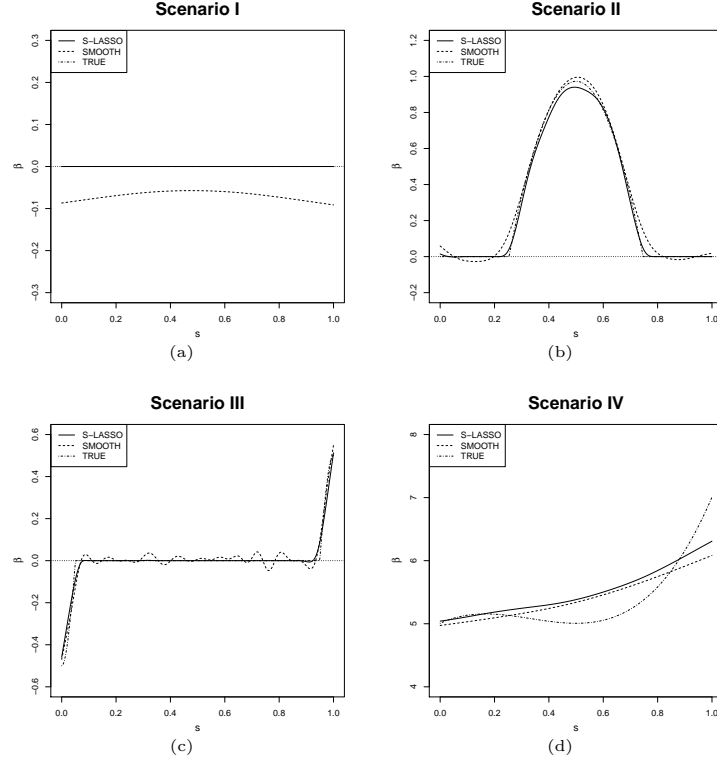 Scenario I
S−LASSO
SMOOTH
TRUE
0.3
0.2
0.1
0.0
−0.1
−0.2
−0.3
β
0.0 0.2 0.4 0.6 0.8 1.0
s
(a)
Scenario II
S−LASSO
SMOOTH
TRUE
1.2
1.0
0.8
0.6
0.4
0.2
0.0
−0.2
β
0.0 0.2 0.4 0.6 0.8 1.0
s
(b)
Scenario III
S−LASSO
SMOOTH
TRUE
0.6
0.4
0.2
0.0
−0.2
−0.4
−0.6
β
0.0 0.2 0.4 0.6 0.8 1.0
s
(c)
Scenario IV
S−LASSO
SMOOTH
TRUE
8
7
6
5
4
β
0.0 0.2 0.4 0.6 0.8 1.0
s
(d)